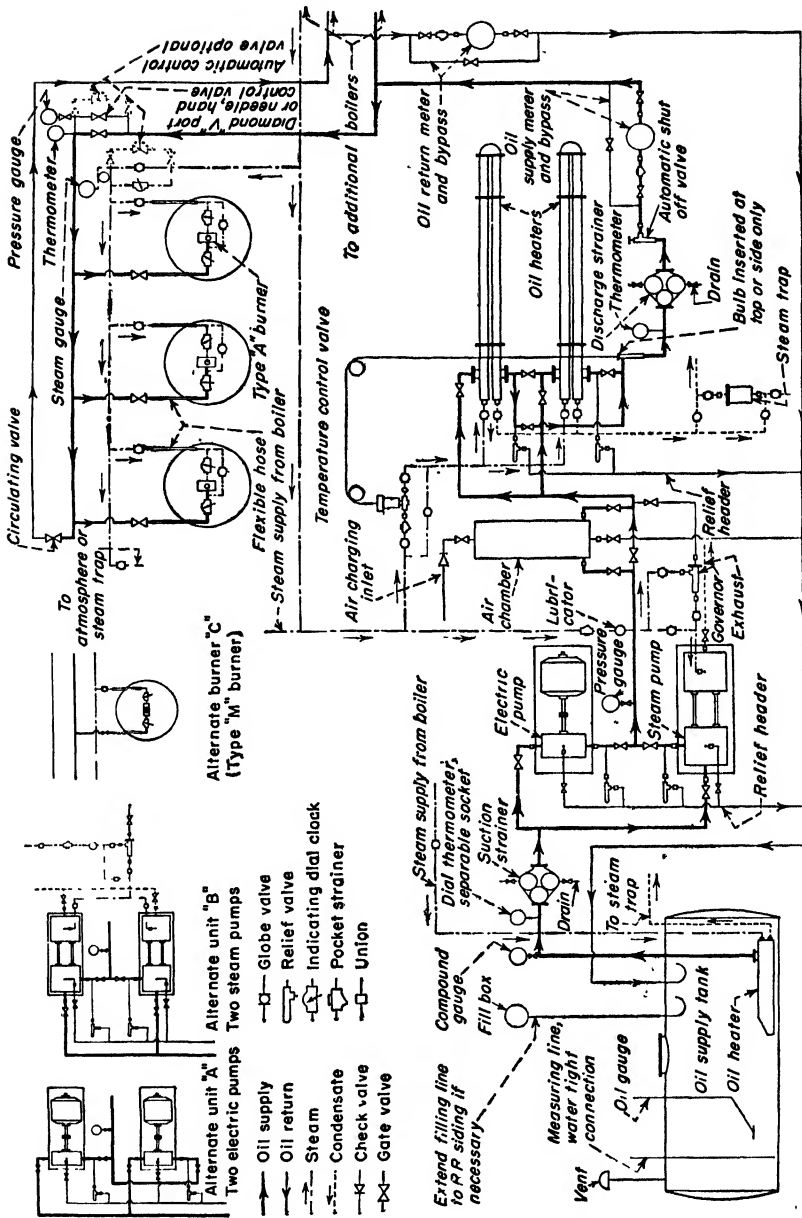 Alternate unit "A"
Two electric pumps
Alternate unit "B"
Two steam pumps
Alternate burner "C"
(Type "M" burner)
Oil supply
Oil return
Steam
Condensate
Check valve
Gate valve
Globe valve
Relief valve
Indicating dial clock
Pocket strainer
Union
Circulating valve
Pressure gauge
Thermometer
Steam gauge
To
atmosphere or
steam trap
Automatic control
valve optional
Diamond "V" port
or needle, hand
control valve
Type "A" burner
Flexible hose
Steam supply from boiler
To additional boilers
Oil return meter
and bypass
Temperature control valve
Oil heaters
Oil
supply meter
and bypass
Automatic shut
off valve
Discharge strainer
Thermometer
Drain
Bulb inserted at
top or side only
Steam trap
Air charging
inlet
Air
chamber
Lubri-
cator
Relief
header
Governor
Exhaust
Pressure
gauge
Electric
pump
Steam pump
Relief header
Steam supply from boiler
Dial thermometer,
separable socket
Suction
strainer
Drain
To steam
trap
Compound
gauge
Fill box
Extend filling line
to R.R. siding if
necessary
Measuring line,
water tight
connection
Oil gauge
Vent
Oil supply tank
Oil heater